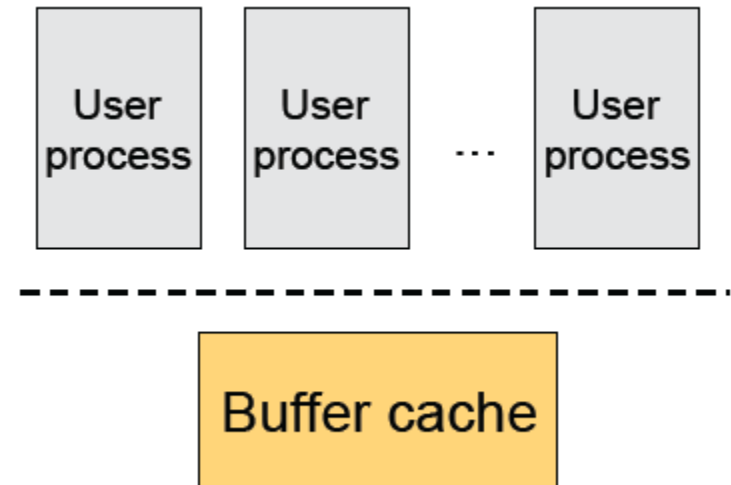 User
process
User
process
...
User
process
Buffer cache